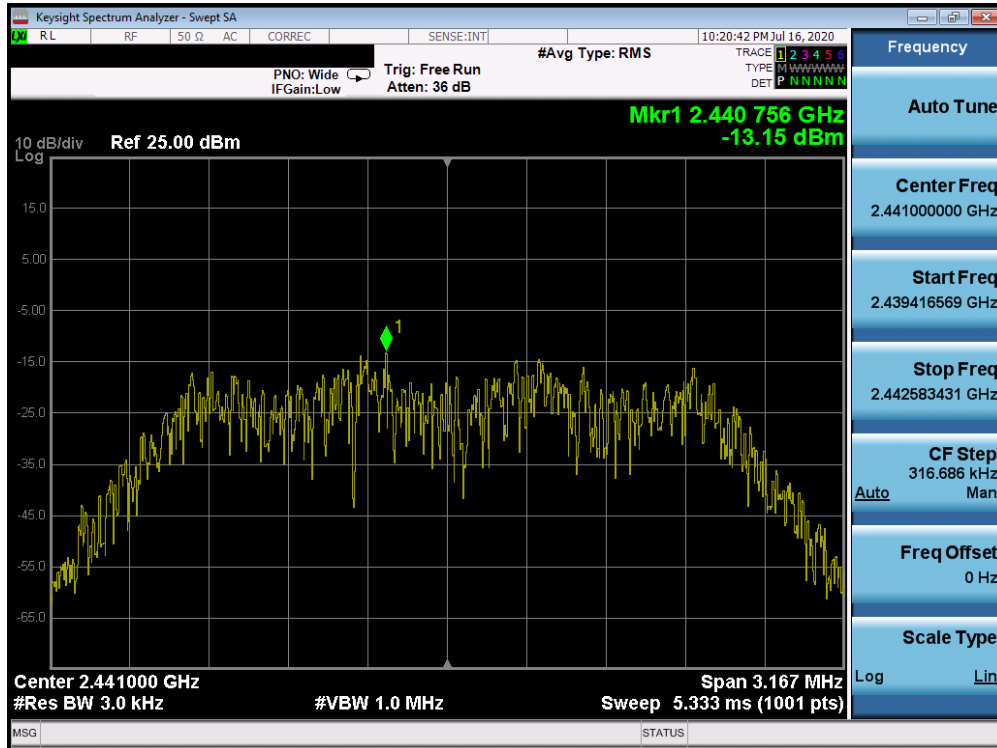 Keysight Spectrum Analyzer - Swept SA
LXI RL RF 50 Ω AC CORREC SENSE:INT 10:20:42 PM Jul 16, 2020
Frequency
#Avg Type: RMS
TRACE 1 2 3 4 5 6
PNO: Wide Trig: Free Run
TYPE M WWWWW
IFGain:Low Atten: 36 dB
DET P N N N N N
Auto Tune
Mkr1 2.440 756 GHz
-13.15 dBm
10 dB/div Ref 25.00 dBm
Log
15.0
5.00
-5.00
-15.0
-25.0
-35.0
-45.0
-55.0
-65.0
1
Center Freq
2.441000000 GHz
Start Freq
2.439416569 GHz
Stop Freq
2.442583431 GHz
CF Step
316.686 kHz
Auto Man
Freq Offset
0 Hz
Scale Type
Log Lin
Center 2.441000 GHz Span 3.167 MHz
#Res BW 3.0 kHz #VBW 1.0 MHz Sweep 5.333 ms (1001 pts)
MSG STATUS